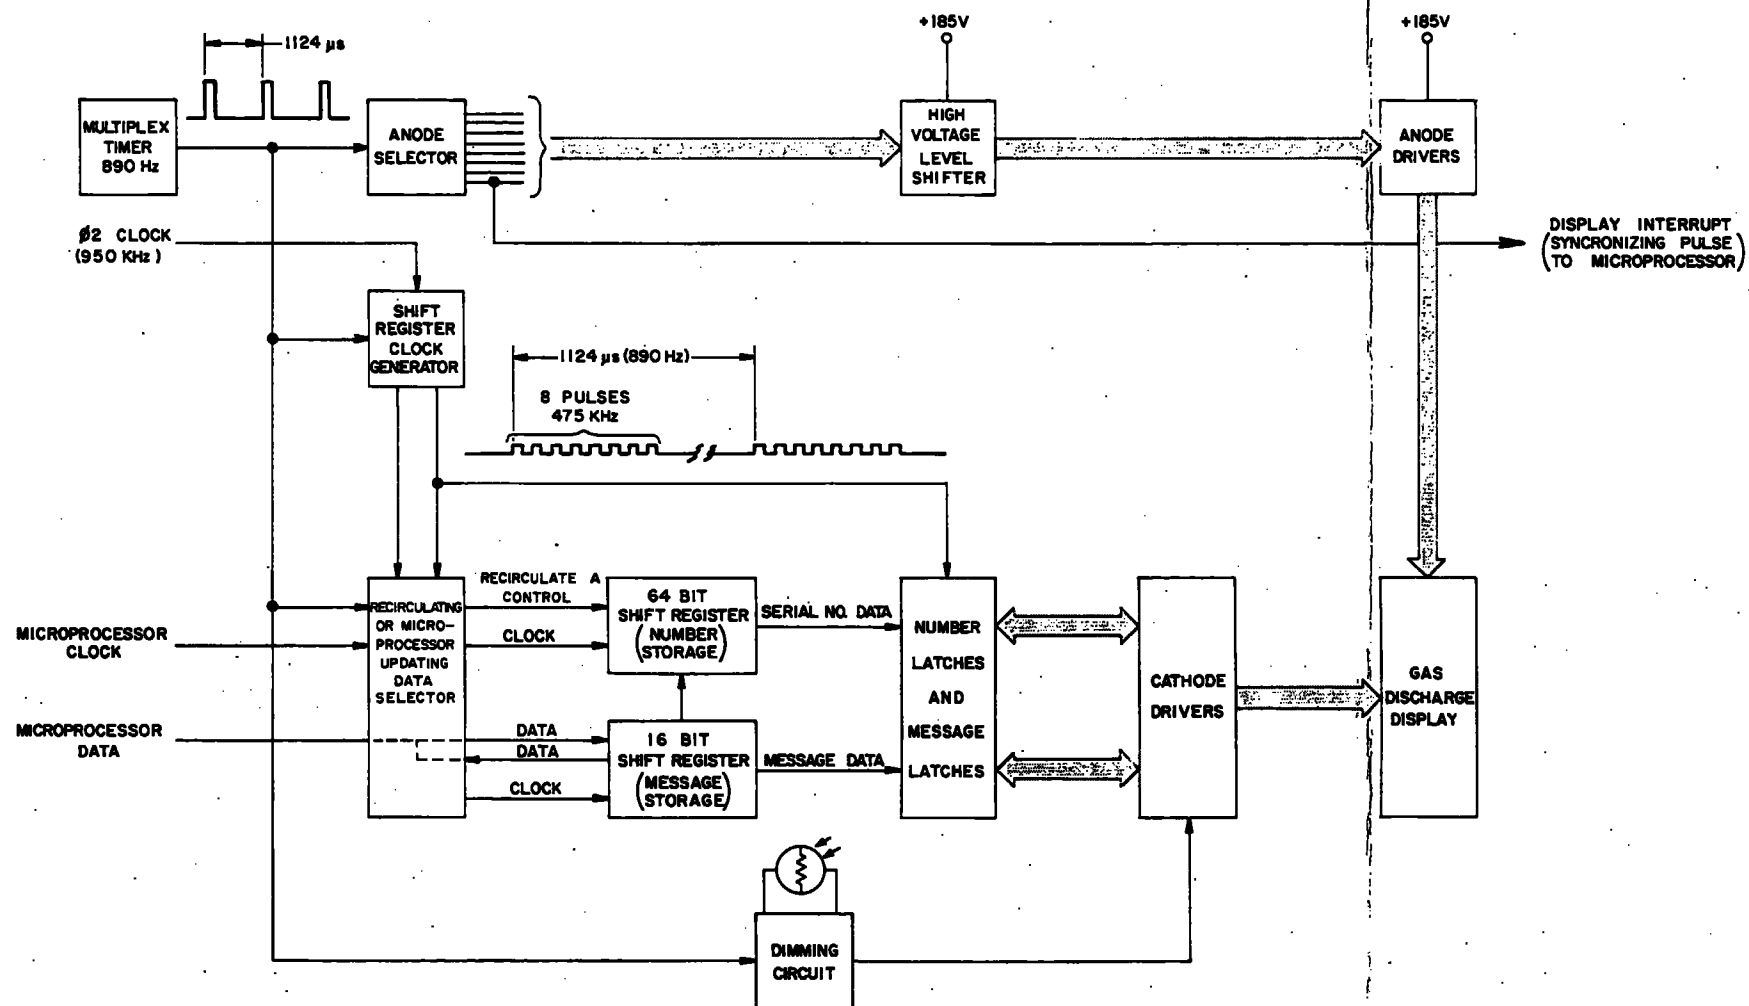 +185V
+185V
1124 µs
MULTIPLEX
TIMER
890 Hz
ANODE
SELECTOR
HIGH
VOLTAGE
LEVEL
SHIFTER
ANODE
DRIVERS
Ø2 CLOCK
(950 KHz)
DISPLAY INTERRUPT
(SYNCRONIZING PULSE
TO MICROPROCESSOR)
SHIFT
REGISTER
CLOCK
GENERATOR
1124 µs (890 Hz)
8 PULSES
475 KHz
RECIRCULATING
OR MICRO-
PROCESSOR
UPDATING
DATA
SELECTOR
RECIRCULATE A
CONTROL
CLOCK
64 BIT
SHIFT REGISTER
(NUMBER
STORAGE)
SERIAL NO. DATA
NUMBER
LATCHES
AND
MESSAGE
LATCHES
CATHODE
DRIVERS
GAS
DISCHARGE
DISPLAY
MICROPROCESSOR
CLOCK
MICROPROCESSOR
DATA
DATA
DATA
CLOCK
16 BIT
SHIFT REGISTER
(MESSAGE
STORAGE)
MESSAGE DATA
DIMMING
CIRCUIT